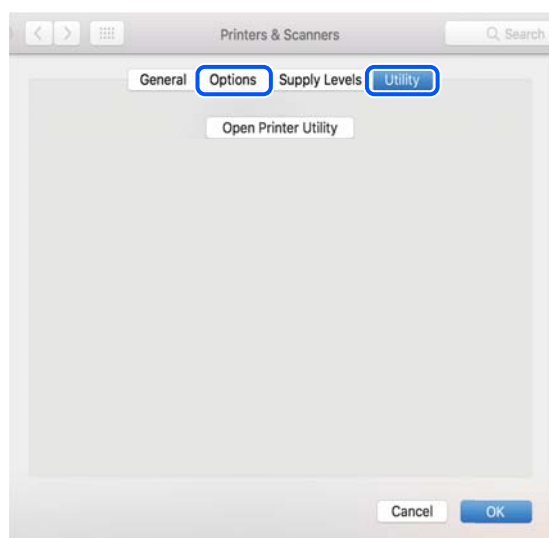 Printers & Scanners Search
General Options Supply Levels Utility
Open Printer Utility
Cancel OK